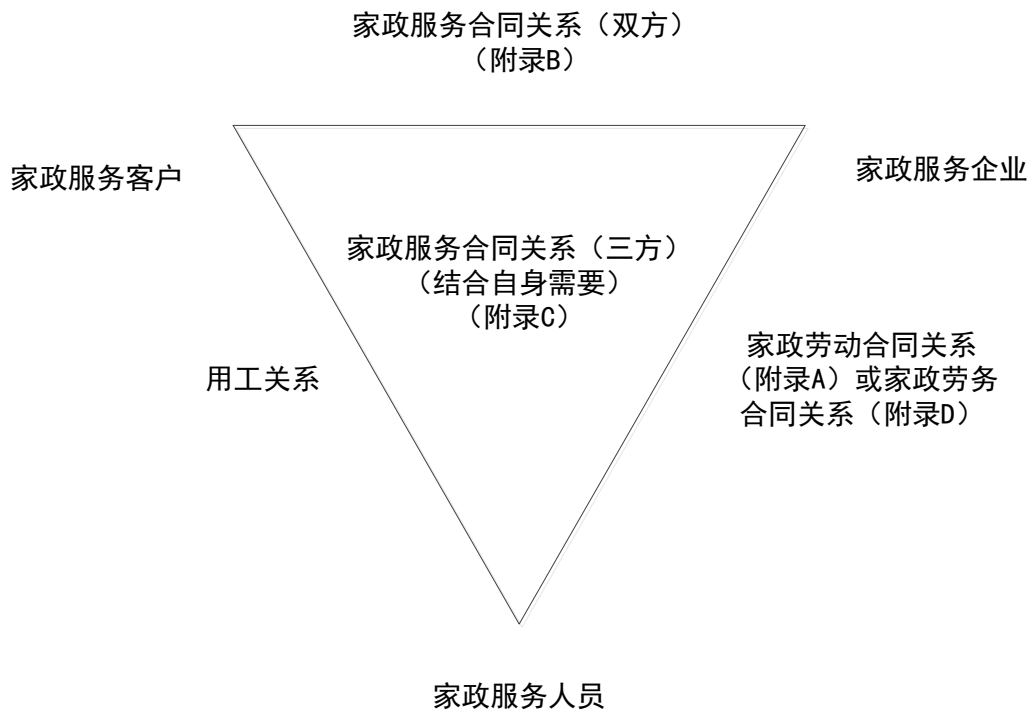 家政服务合同关系（双方）
（附录B）
家政服务客户
家政服务企业
家政服务合同关系（三方）
（结合自身需要）
（附录C）
用工关系
家政劳动合同关系
（附录A）或家政劳务
合同关系（附录D）
家政服务人员